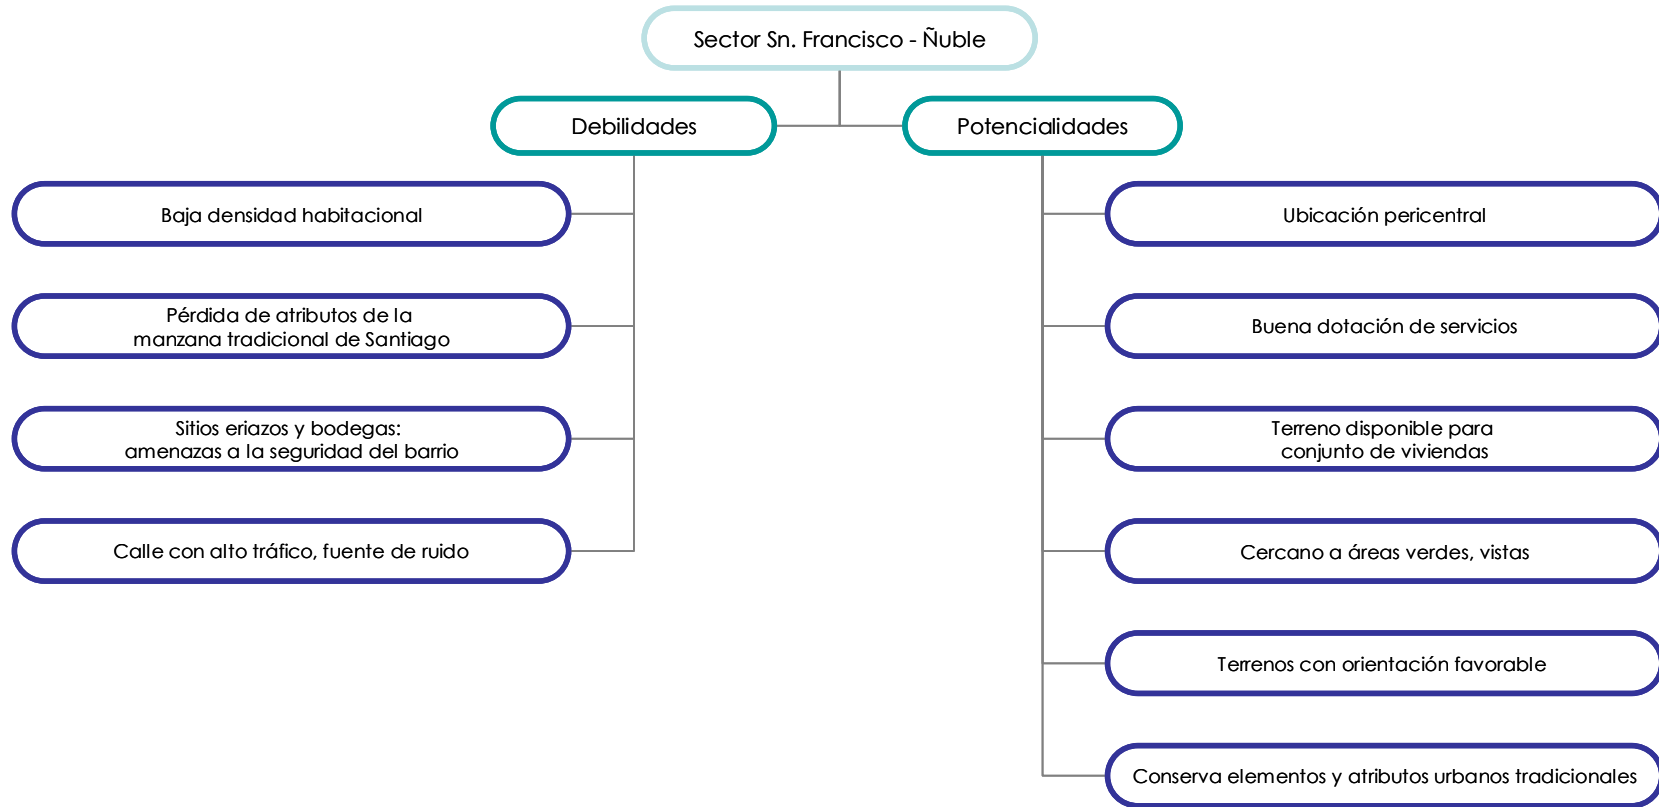 Sector Sn. Francisco - Ñuble
Debilidades
Potencialidades
Baja densidad habitacional
Pérdida de atributos de la
manzana tradicional de Santiago
Sitios eriazos y bodegas:
amenazas a la seguridad del barrio
Calle con alto tráfico, fuente de ruido
Ubicación pericentral
Buena dotación de servicios
Terreno disponible para
conjunto de viviendas
Cercano a áreas verdes, vistas
Terrenos con orientación favorable
Conserva elementos y atributos urbanos tradicionales